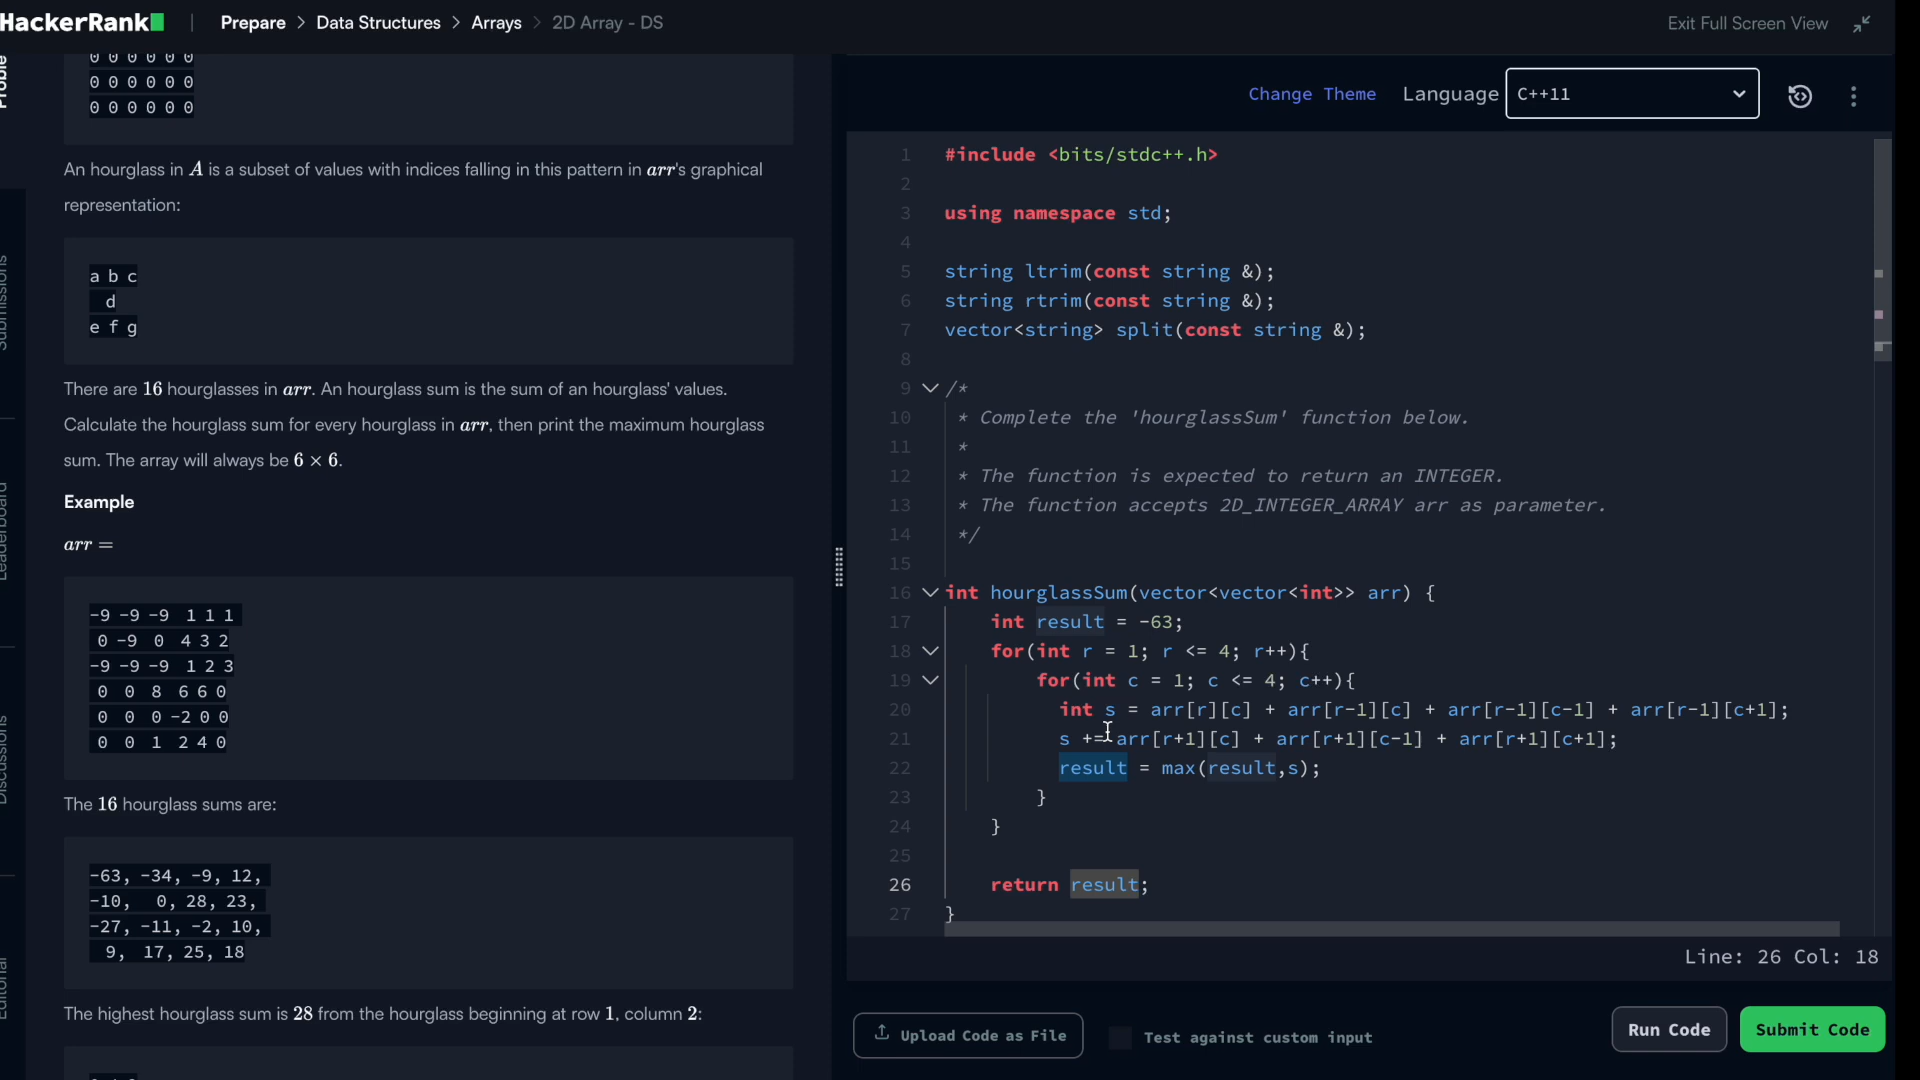 HackerRank
Prepare > Data Structures > Arrays > 2D Array - DS
Exit Full Screen View
Submissions
Leaderboard
Discussions
Editorial
0 0 0 0 0 0
0 0 0 0 0 0
0 0 0 0 0 0
An hourglass in A is a subset of values with indices falling in this pattern in arr's graphical
representation:
a b c
d
e f g
There are 16 hourglasses in arr. An hourglass sum is the sum of an hourglass' values.
Calculate the hourglass sum for every hourglass in arr, then print the maximum hourglass
sum. The array will always be 6 × 6.
Example
arr =
-9 -9 -9 1 1 1
0 -9 0 4 3 2
-9 -9 -9 1 2 3
0 0 8 6 6 0
0 0 0 -2 0 0
0 0 1 2 4 0
The 16 hourglass sums are:
-63, -34, -9, 12,
-10, 0, 28, 23,
-27, -11, -2, 10,
9, 17, 25, 18
The highest hourglass sum is 28 from the hourglass beginning at row 1, column 2:
Change Theme Language C++11
1 #include <bits/stdc++.h>
2
3 using namespace std;
4
5 string ltrim(const string &);
6 string rtrim(const string &);
7 vector<string> split(const string &);
8
9 /*
10 * Complete the 'hourglassSum' function below.
11 *
12 * The function is expected to return an INTEGER.
13 * The function accepts 2D_INTEGER_ARRAY arr as parameter.
14 */
15
16 int hourglassSum(vector<vector<int>> arr) {
17 int result = -63;
18 for(int r = 1; r <= 4; r++){
19 for(int c = 1; c <= 4; c++){
20 int s = arr[r][c] + arr[r-1][c] + arr[r-1][c-1] + arr[r-1][c+1];
21 s += arr[r+1][c] + arr[r+1][c-1] + arr[r+1][c+1];
22 result = max(result,s);
23 }
24 }
25
26 return result;
27 }
Line: 26 Col: 18
Upload Code as File
Test against custom input
Run Code
Submit Code